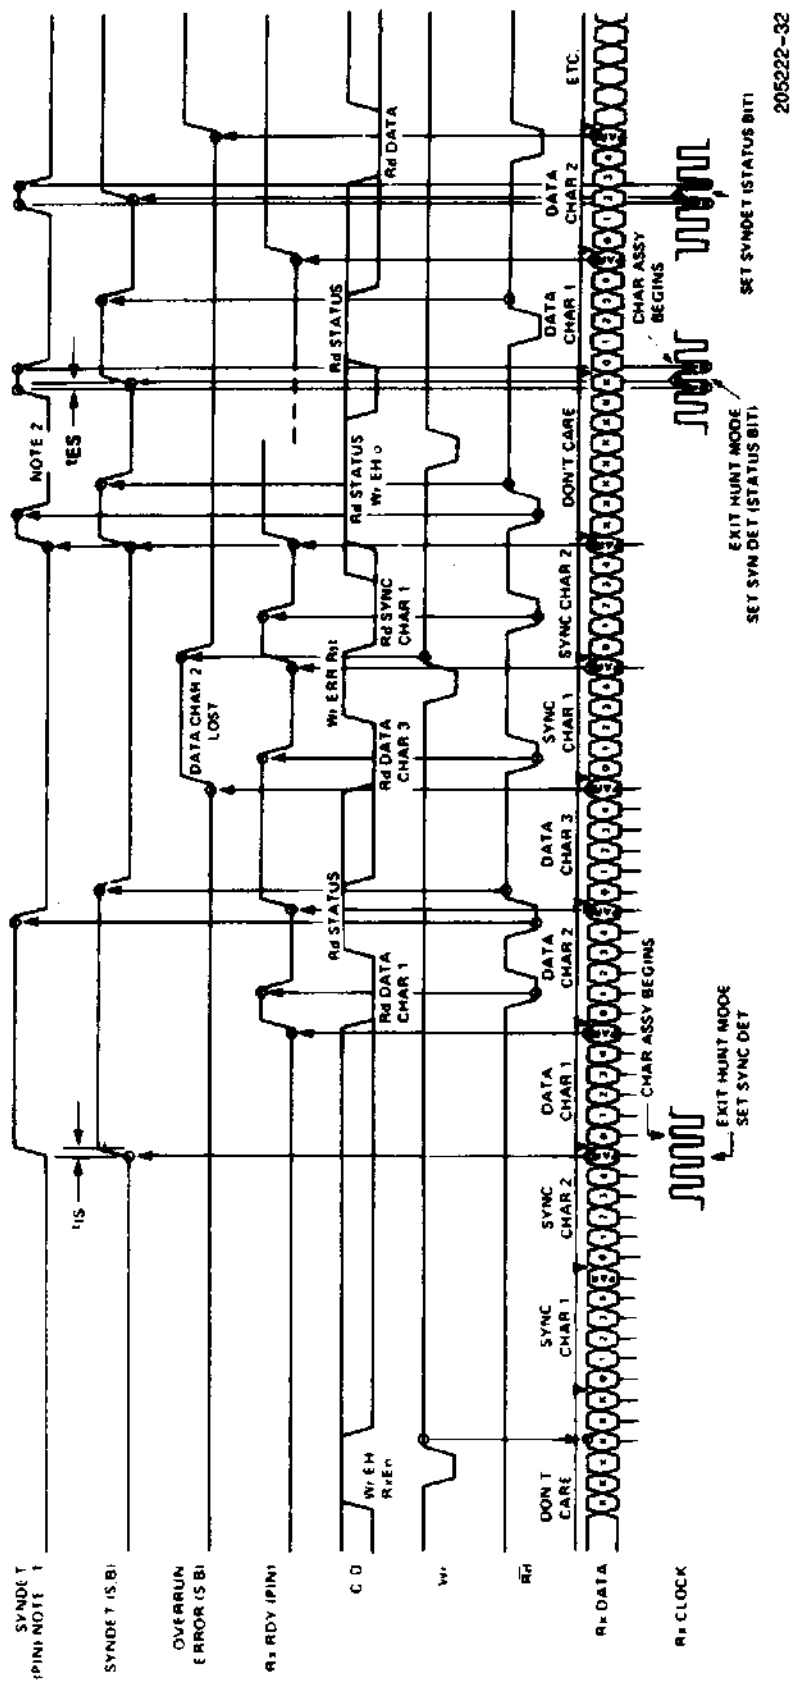 SYNDET
(PIN) NOTE 1
SYNDET (S.B)
OVERRUN
ERROR (S.B)
Rx RDY (PIN)
C D
Wr
Rd
Rx DATA
Rx CLOCK
tIS
NOTE 2
tES
DATA CHAR 2
LOST
Wr EH
RxEn
Rd DATA
CHAR 1
Rd STATUS
Rd DATA
CHAR 3
Wr ERR Rst
Rd SYNC
CHAR 1
Rd STATUS
Wr EH
Rd STATUS
Rd DATA
DON'T
CARE
SYNC
CHAR 1
SYNC
CHAR 2
DATA
CHAR 1
DATA
CHAR 2
DATA
CHAR 3
SYNC
CHAR 1
SYNC CHAR 2
DON'T CARE
DATA
CHAR 1
DATA
CHAR 2
ETC.
CHAR ASSY BEGINS
EXIT HUNT MODE
SET SYNC DET
CHAR ASSY
BEGINS
EXIT HUNT MODE
SET SYN DET (STATUS BIT)
SET SYNDET (STATUS BIT)
205222-32